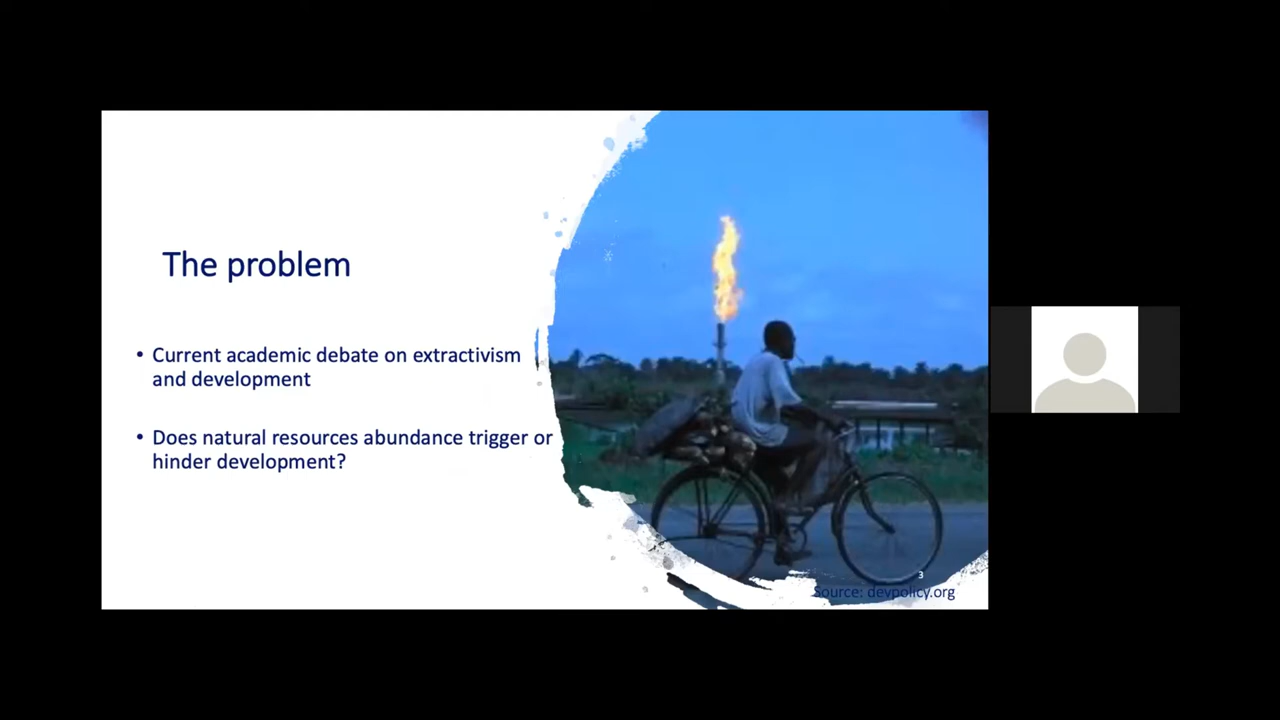 The problem
• Current academic debate on extractivism
and development
• Does natural resources abundance trigger or
hinder development?
3
Source: devpolicy.org